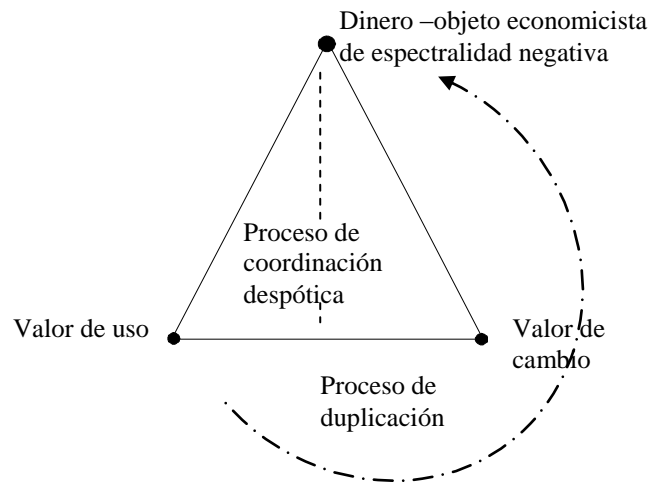 Dinero –objeto economicista
de espectralidad negativa
Proceso de
coordinación
despótica
Valor de uso
Valor de
cambio
Proceso de
duplicación